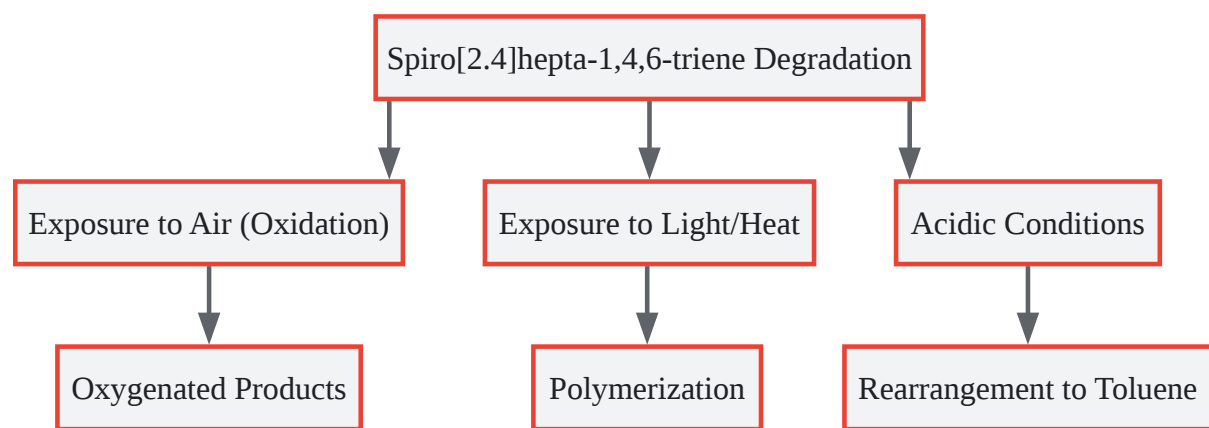 Spiro[2.4]hepta-1,4,6-triene Degradation
Exposure to Air (Oxidation)
Exposure to Light/Heat
Acidic Conditions
Oxygenated Products
Polymerization
Rearrangement to Toluene